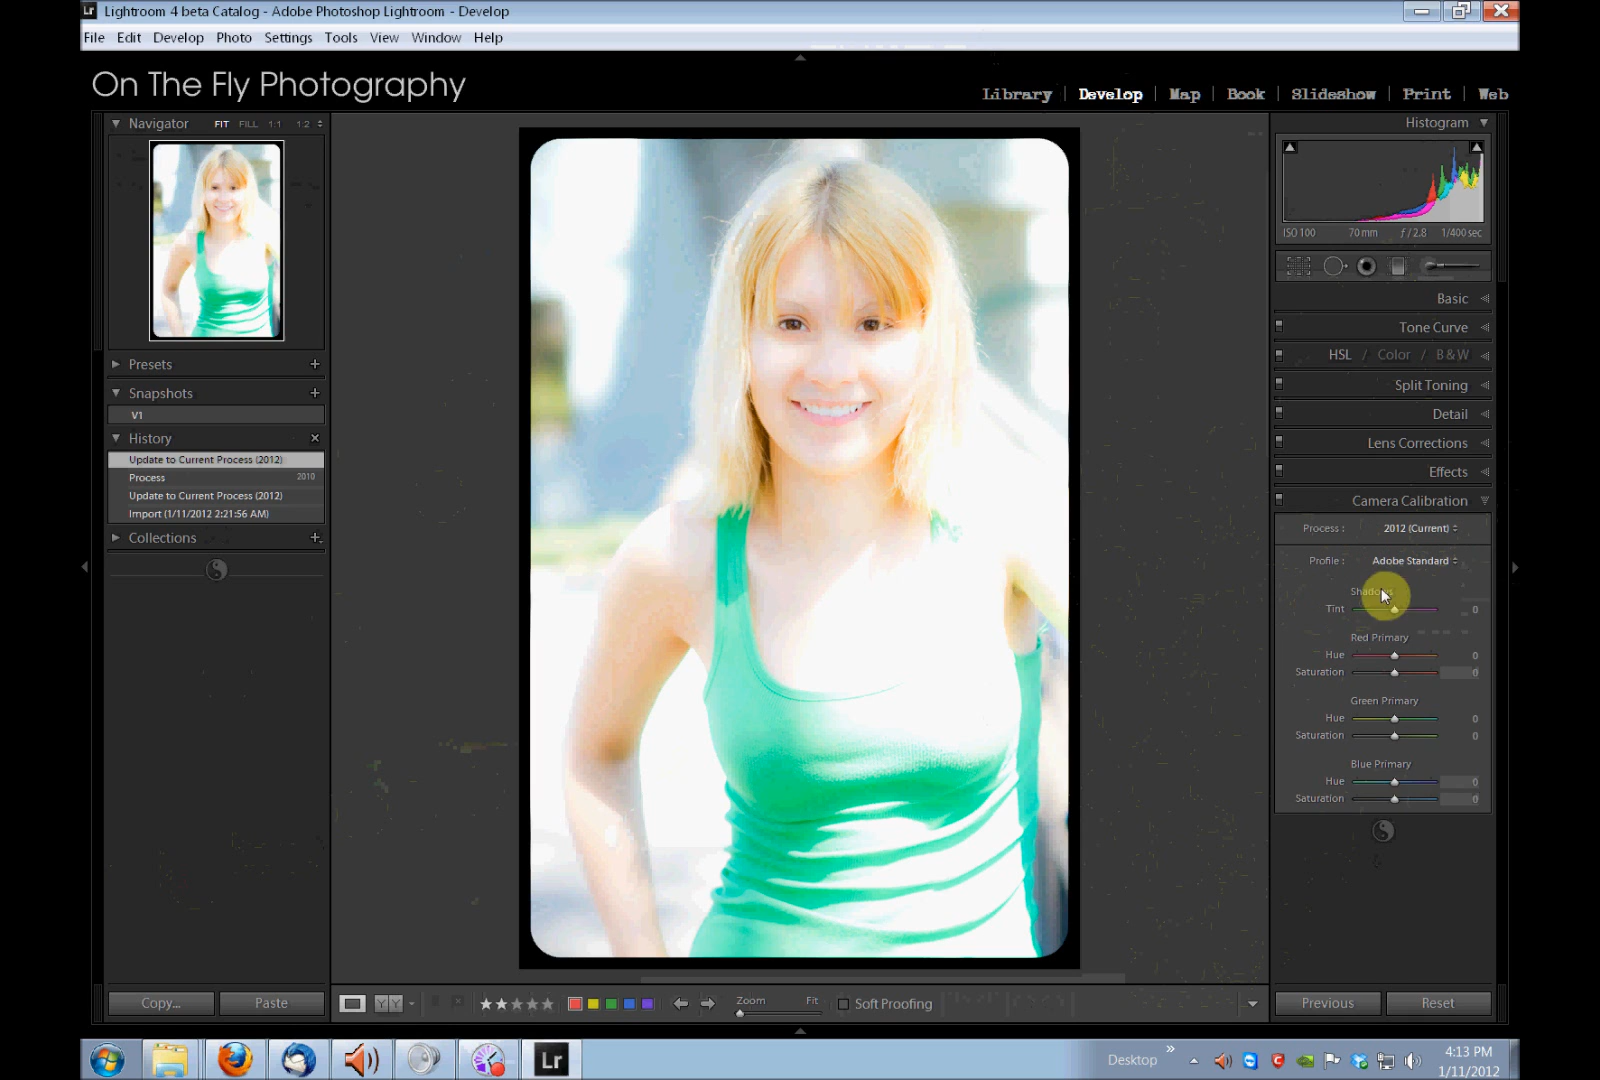 Lightroom 4 beta Catalog - Adobe Photoshop Lightroom - Develop
File Edit Develop Photo Settings Tools View Window Help
On The Fly Photography
Library | Develop | Map | Book | Slideshow | Print | Web
Navigator FIT FILL 1:1 1:2
Presets
Snapshots
V1
History
Update to Current Process (2012)
Process 2010
Update to Current Process (2012)
Import (1/11/2012 2:21:56 AM)
Collections
Copy...
Paste
YY
Zoom Fit
Soft Proofing
Histogram
ISO 100 70 mm f / 2.8 1/400 sec
Basic
Tone Curve
HSL / Color / B & W
Split Toning
Detail
Lens Corrections
Effects
Camera Calibration
Process : 2012 (Current)
Profile : Adobe Standard
Shadows
Tint 0
Red Primary
Hue 0
Saturation 0
Green Primary
Hue 0
Saturation 0
Blue Primary
Hue 0
Saturation 0
Previous
Reset
Lr
Desktop
4:13 PM
1/11/2012